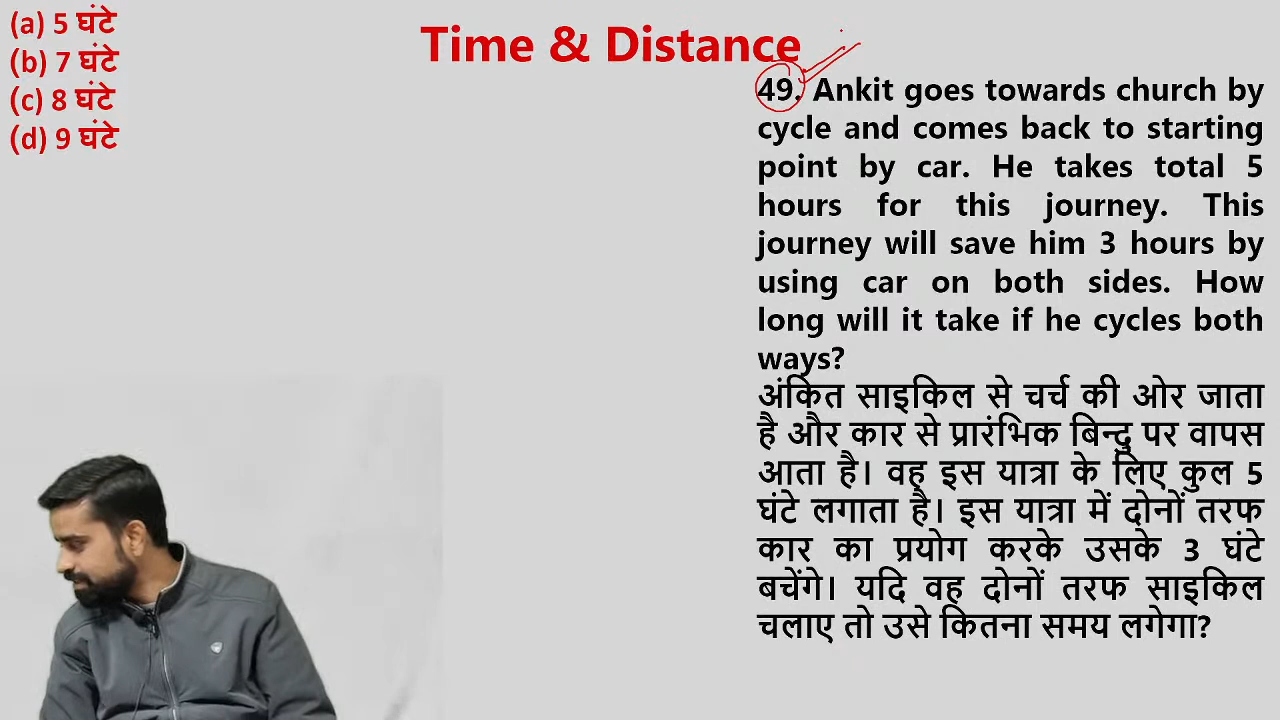 (a) 5 घंटे
(b) 7 घंटे
(c) 8 घंटे
(d) 9 घंटे
Time & Distance
49. Ankit goes towards church by
cycle and comes back to starting
point by car. He takes total 5
hours for this journey. This
journey will save him 3 hours by
using car on both sides. How
long will it take if he cycles both
ways?
अंकित साइकिल से चर्च की ओर जाता
है और कार से प्रारंभिक बिन्दु पर वापस
आता है। वह इस यात्रा के लिए कुल 5
घंटे लगाता है। इस यात्रा में दोनों तरफ
कार का प्रयोग करके उसके 3 घंटे
बचेंगे। यदि वह दोनों तरफ साइकिल
चलाए तो उसे कितना समय लगेगा?